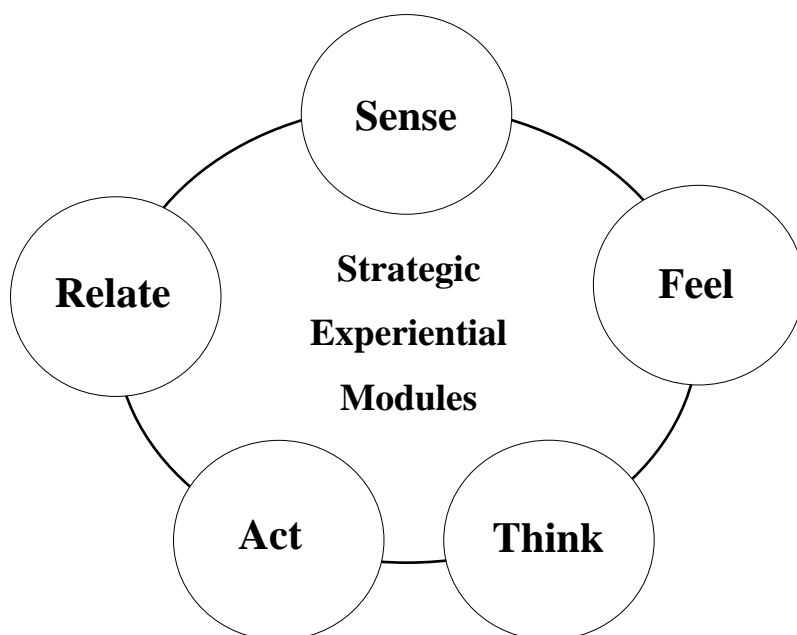 Sense
Relate
Feel
Strategic
Experiential
Modules
Act
Think